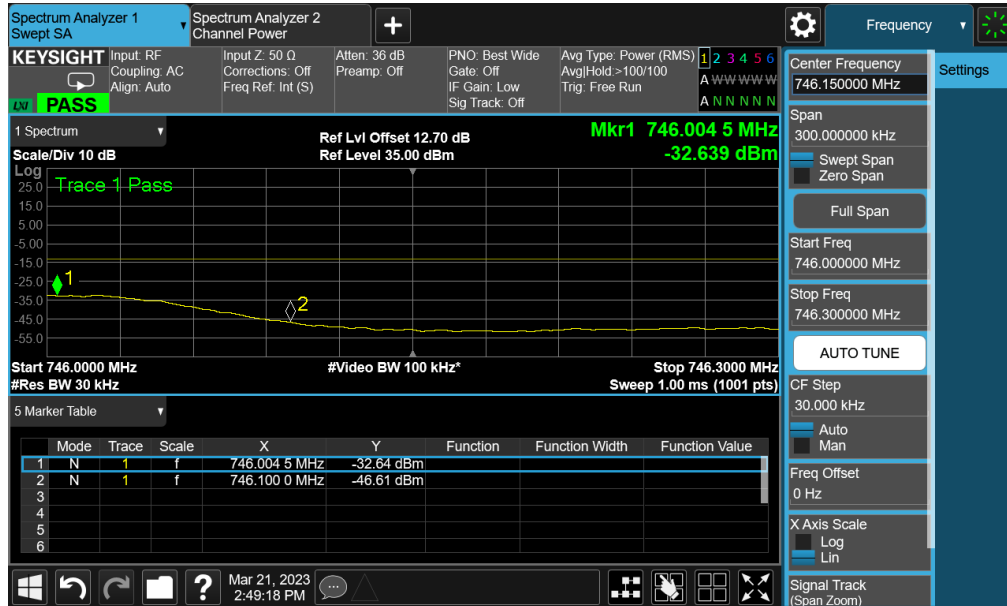 Spectrum Analyzer 1
Swept SA
Spectrum Analyzer 2
Channel Power
+
Frequency
KEYSIGHT
Input: RF
Coupling: AC
Align: Auto
Input Z: 50 Ω
Corrections: Off
Freq Ref: Int (S)
Atten: 36 dB
Preamp: Off
PNO: Best Wide
Gate: Off
IF Gain: Low
Sig Track: Off
Avg Type: Power (RMS)
Avg|Hold:>100/100
Trig: Free Run
1 2 3 4 5 6
A W W W W W
A N N N N N
LXI PASS
1 Spectrum
Scale/Div 10 dB
Ref Lvl Offset 12.70 dB
Ref Level 35.00 dBm
Mkr1 746.004 5 MHz
-32.639 dBm
Log
Trace 1 Pass
25.0
15.0
5.00
-5.00
-15.0
-25.0
-35.0
-45.0
-55.0
1
2
Start 746.0000 MHz
#Video BW 100 kHz*
Stop 746.3000 MHz
#Res BW 30 kHz
Sweep 1.00 ms (1001 pts)
5 Marker Table
Mode Trace Scale X Y Function Function Width Function Value
1 N 1 f 746.004 5 MHz -32.64 dBm
2 N 1 f 746.100 0 MHz -46.61 dBm
3
4
5
6
Mar 21, 2023
2:49:18 PM
?
Center Frequency
746.150000 MHz
Settings
Span
300.000000 kHz
Swept Span
Zero Span
Full Span
Start Freq
746.000000 MHz
Stop Freq
746.300000 MHz
AUTO TUNE
CF Step
30.000 kHz
Auto
Man
Freq Offset
0 Hz
X Axis Scale
Log
Lin
Signal Track
(Span Zoom)